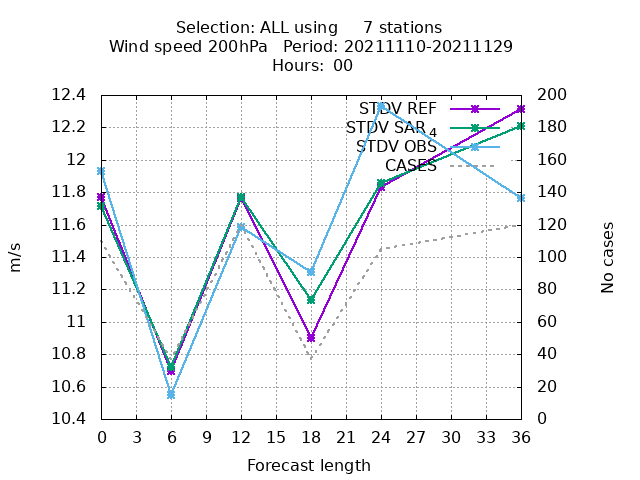 Selection: ALL using     7 stations
Wind speed 200hPa   Period: 20211110-20211129
Hours:  00
12.4
12.2
12
11.8
11.6
11.4
11.2
11
10.8
10.6
10.4
m/s
STDV REF
STDV SAR₄
STDV OBS
CASES
200
180
160
140
120
100
80
60
40
20
0
No cases
0 3 6 9 12 15 18 21 24 27 30 33 36
Forecast length